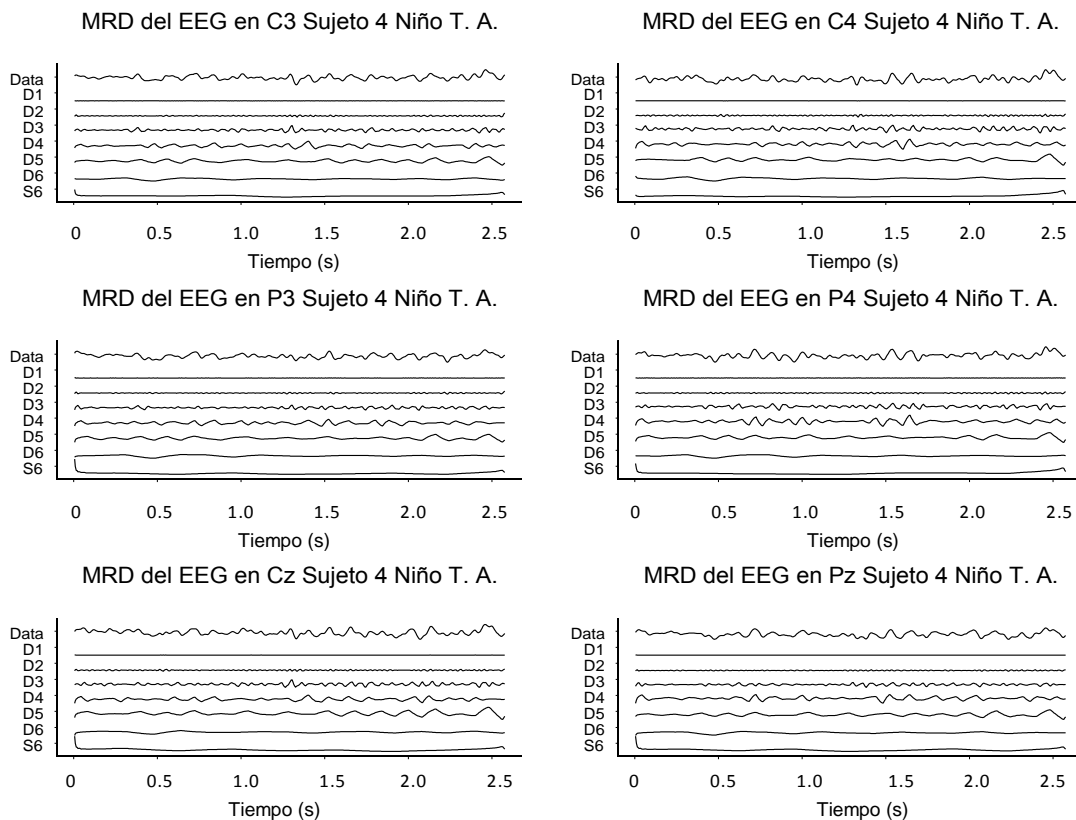 MRD del EEG en C3 Sujeto 4 Niño T. A.
Data
D1
D2
D3
D4
D5
D6
S6
0 0.5 1.0 1.5 2.0 2.5
Tiempo (s)
MRD del EEG en C4 Sujeto 4 Niño T. A.
Data
D1
D2
D3
D4
D5
D6
S6
0 0.5 1.0 1.5 2.0 2.5
Tiempo (s)
MRD del EEG en P3 Sujeto 4 Niño T. A.
Data
D1
D2
D3
D4
D5
D6
S6
0 0.5 1.0 1.5 2.0 2.5
Tiempo (s)
MRD del EEG en P4 Sujeto 4 Niño T. A.
Data
D1
D2
D3
D4
D5
D6
S6
0 0.5 1.0 1.5 2.0 2.5
Tiempo (s)
MRD del EEG en Cz Sujeto 4 Niño T. A.
Data
D1
D2
D3
D4
D5
D6
S6
0 0.5 1.0 1.5 2.0 2.5
Tiempo (s)
MRD del EEG en Pz Sujeto 4 Niño T. A.
Data
D1
D2
D3
D4
D5
D6
S6
0 0.5 1.0 1.5 2.0 2.5
Tiempo (s)